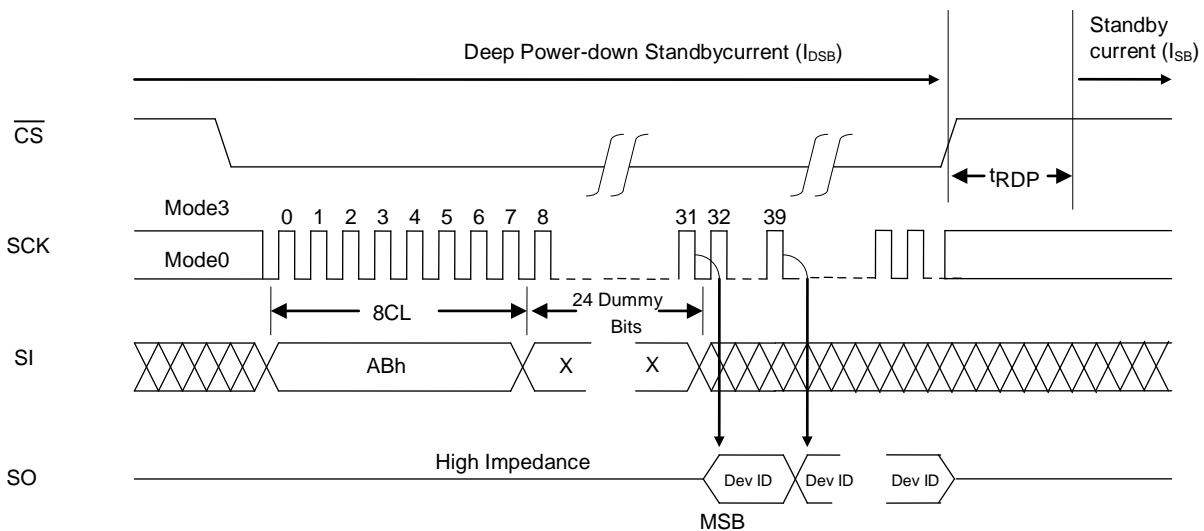 Deep Power-down Standbycurrent (IDSB)
Standby
current (ISB)
CS
tRDP
Mode3
0 1 2 3 4 5 6 7 8 31 32 39
SCK
Mode0
8CL
24 Dummy
Bits
SI
ABh X X
High Impedance
SO
Dev ID Dev ID Dev ID
MSB